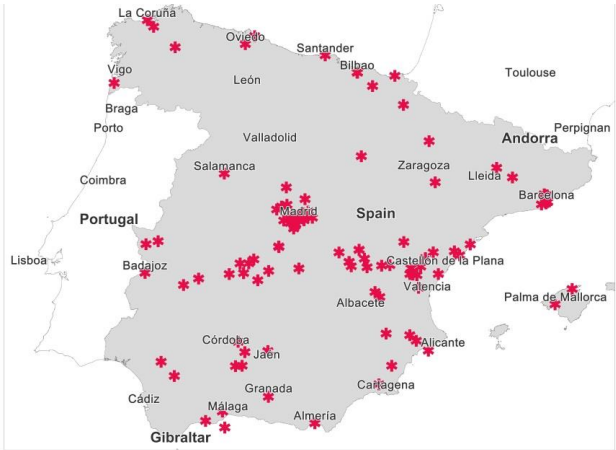 La Coruña
Oviedo
Santander
Bilbao
Vigo
León
Toulouse
Braga
Porto
Valladolid
Andorra
Perpignan
Salamanca
Zaragoza
Lleida
Coimbra
Barcelona
Madrid
Spain
Portugal
Lisboa
Badajoz
Castellón de la Plana
Valencia
Albacete
Palma de Mallorca
Córdoba
Jaén
Alicante
Granada
Cartagena
Cádiz
Málaga
Almería
Gibraltar